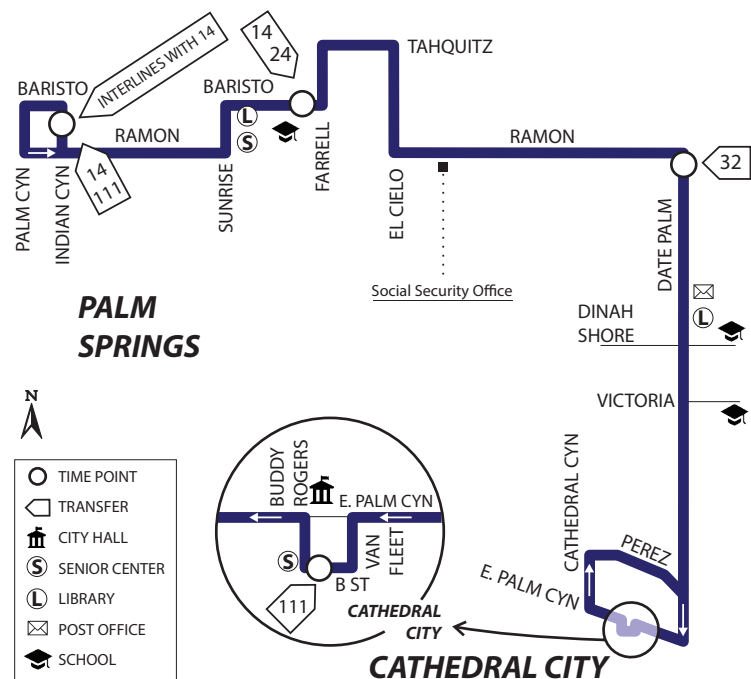 14
24
TAHQUITZ
INTERLINES WITH 14
BARISTO
BARISTO
L
S
RAMON
RAMON
32
14
111
PALM CYN
INDIAN CYN
SUNRISE
FARRELL
EL CIELO
DATE PALM
Social Security Office
PALM
SPRINGS
L
DINAH
SHORE
VICTORIA
N
TIME POINT
TRANSFER
CITY HALL
S SENIOR CENTER
L LIBRARY
POST OFFICE
SCHOOL
BUDDY
ROGERS
E. PALM CYN
VAN
FLEET
S
B ST
111
CATHEDRAL
CITY
CATHEDRAL CYN
PEREZ
E. PALM CYN
CATHEDRAL CITY